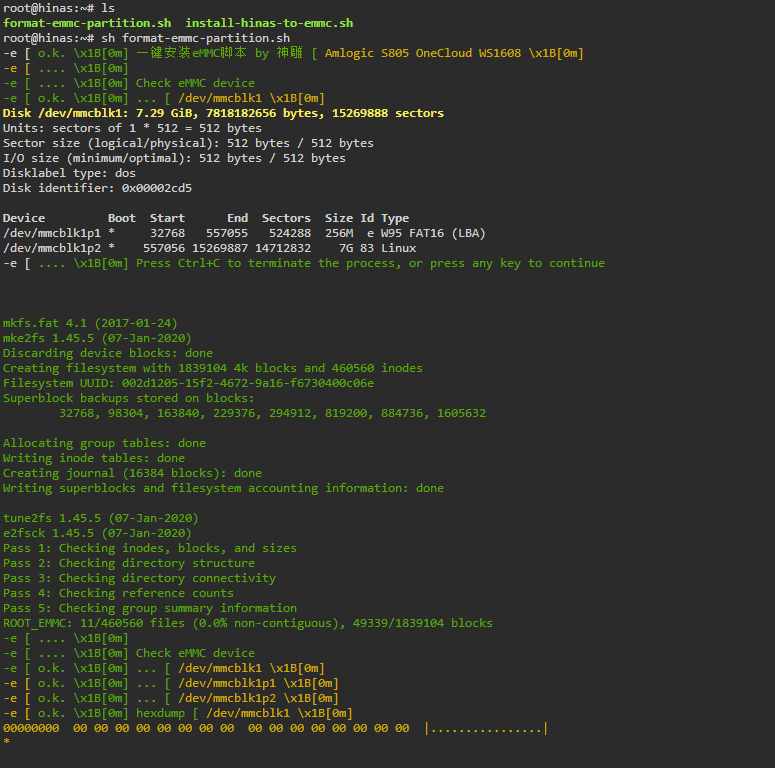 root@hinas:~# ls
format-emmc-partition.sh  install-hinas-to-emmc.sh
root@hinas:~# sh format-emmc-partition.sh
-e [ o.k. \x1B[0m] 一键安装eMMC脚本 by 神雕 [ Amlogic S805 OneCloud WS1608 \x1B[0m]
-e [ .... \x1B[0m]
-e [ .... \x1B[0m] Check eMMC device
-e [ o.k. \x1B[0m] ... [ /dev/mmcblk1 \x1B[0m]
Disk /dev/mmcblk1: 7.29 GiB, 7818182656 bytes, 15269888 sectors
Units: sectors of 1 * 512 = 512 bytes
Sector size (logical/physical): 512 bytes / 512 bytes
I/O size (minimum/optimal): 512 bytes / 512 bytes
Disklabel type: dos
Disk identifier: 0x00002cd5
Device         Boot  Start      End  Sectors  Size Id Type
/dev/mmcblk1p1 *     32768   557055   524288  256M  e W95 FAT16 (LBA)
/dev/mmcblk1p2 *    557056 15269887 14712832    7G 83 Linux
-e [ .... \x1B[0m] Press Ctrl+C to terminate the process, or press any key to continue
mkfs.fat 4.1 (2017-01-24)
mke2fs 1.45.5 (07-Jan-2020)
Discarding device blocks: done
Creating filesystem with 1839104 4k blocks and 460560 inodes
Filesystem UUID: 002d1205-15f2-4672-9a16-f6730400c06e
Superblock backups stored on blocks:
        32768, 98304, 163840, 229376, 294912, 819200, 884736, 1605632
Allocating group tables: done
Writing inode tables: done
Creating journal (16384 blocks): done
Writing superblocks and filesystem accounting information: done
tune2fs 1.45.5 (07-Jan-2020)
e2fsck 1.45.5 (07-Jan-2020)
Pass 1: Checking inodes, blocks, and sizes
Pass 2: Checking directory structure
Pass 3: Checking directory connectivity
Pass 4: Checking reference counts
Pass 5: Checking group summary information
ROOT_EMMC: 11/460560 files (0.0% non-contiguous), 49339/1839104 blocks
-e [ .... \x1B[0m]
-e [ .... \x1B[0m] Check eMMC device
-e [ o.k. \x1B[0m] ... [ /dev/mmcblk1 \x1B[0m]
-e [ o.k. \x1B[0m] ... [ /dev/mmcblk1p1 \x1B[0m]
-e [ o.k. \x1B[0m] ... [ /dev/mmcblk1p2 \x1B[0m]
-e [ o.k. \x1B[0m] hexdump [ /dev/mmcblk1 \x1B[0m]
00000000  00 00 00 00 00 00 00 00  00 00 00 00 00 00 00 00  |................|
*